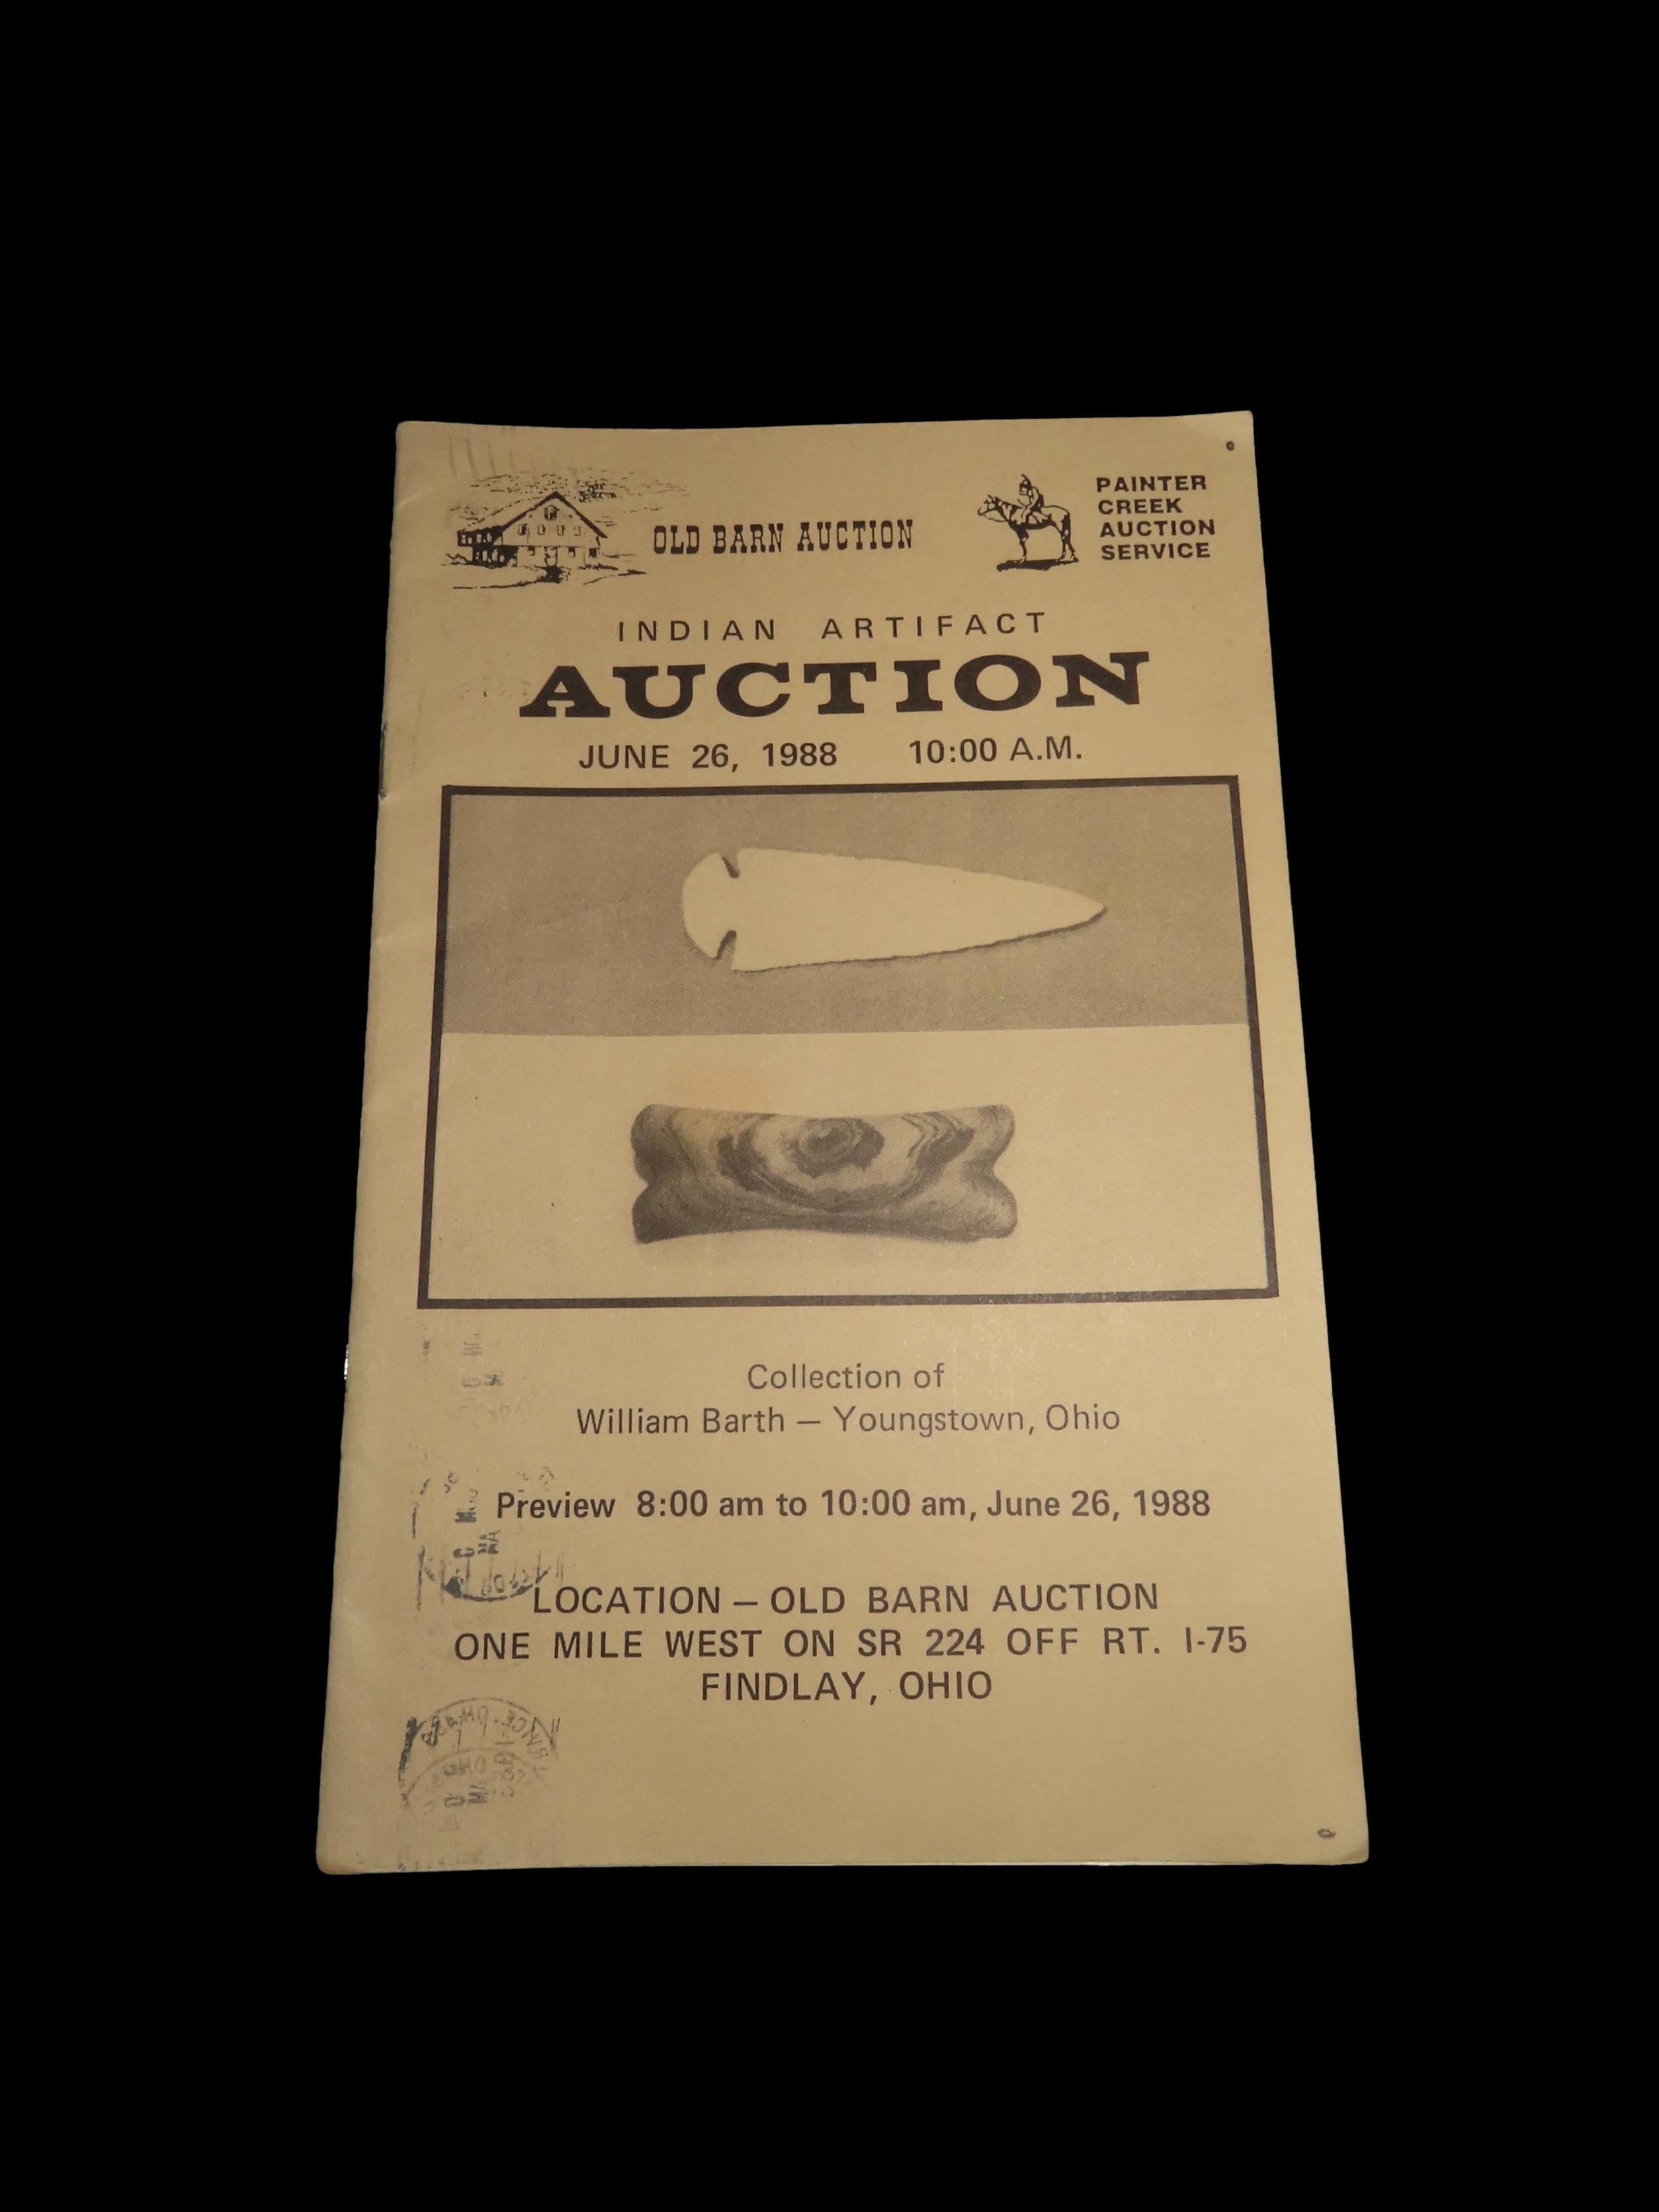 OLD BARN AUCTION
PAINTER
CREEK
AUCTION
SERVICE
INDIAN ARTIFACT
AUCTION
JUNE 26, 1988 10:00 A.M.
Collection of
William Barth — Youngstown, Ohio
Preview 8:00 am to 10:00 am, June 26, 1988
LOCATION — OLD BARN AUCTION
ONE MILE WEST ON SR 224 OFF RT. I-75
FINDLAY, OHIO